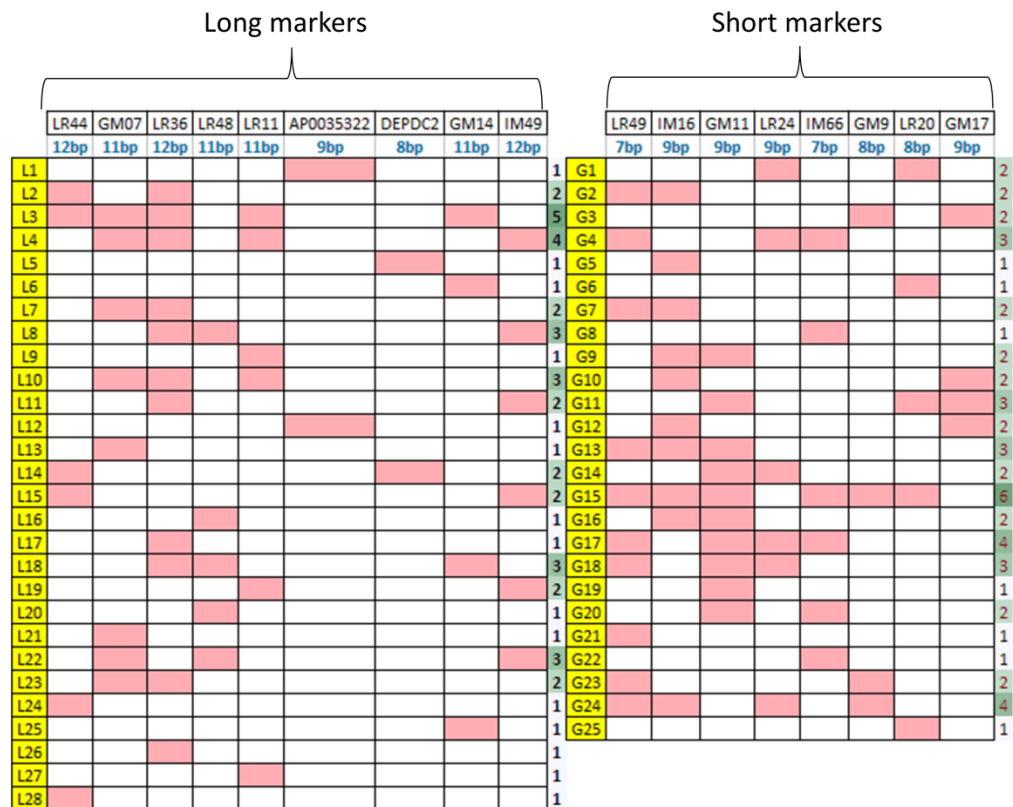 Long markers Short markers
LR44 GM07 LR36 LR48 LR11 AP0035322 DEPDC2 GM14 IM49 LR49 IM16 GM11 LR24 IM66 GM9 LR20 GM17
12bp 11bp 12bp 11bp 11bp 9bp 8bp 11bp 12bp 7bp 9bp 9bp 9bp 7bp 8bp 8bp 9bp
L1 1 G1 2
L2 2 G2 2
L3 5 G3 2
L4 4 G4 3
L5 1 G5 1
L6 1 G6 1
L7 2 G7 2
L8 3 G8 1
L9 1 G9 2
L10 3 G10 2
L11 2 G11 3
L12 1 G12 2
L13 1 G13 3
L14 2 G14 2
L15 2 G15 6
L16 1 G16 2
L17 1 G17 4
L18 3 G18 3
L19 2 G19 1
L20 1 G20 2
L21 1 G21 1
L22 3 G22 1
L23 2 G23 2
L24 1 G24 4
L25 1 G25 1
L26 1
L27 1
L28 1